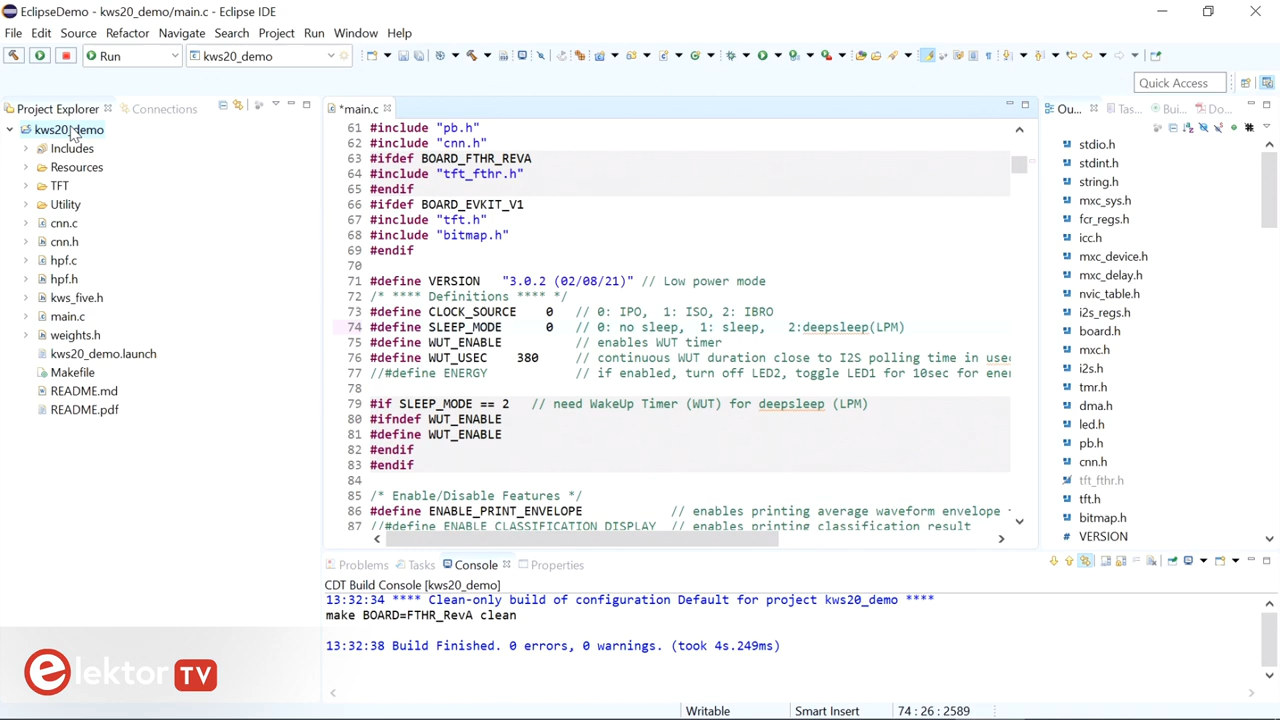 EclipseDemo - kws20_demo/main.c - Eclipse IDE
File Edit Source Refactor Navigate Search Project Run Window Help
Run kws20_demo
Quick Access
Project Explorer Connections
kws20_demo
Includes
Resources
TFT
Utility
cnn.c
cnn.h
hpf.c
hpf.h
kws_five.h
main.c
weights.h
kws20_demo.launch
Makefile
README.md
README.pdf
*main.c
61 #include "pb.h"
62 #include "cnn.h"
63 #ifdef BOARD_FTHR_REVA
64 #include "tft_fthr.h"
65 #endif
66 #ifdef BOARD_EVKIT_V1
67 #include "tft.h"
68 #include "bitmap.h"
69 #endif
70
71 #define VERSION "3.0.2 (02/08/21)" // Low power mode
72 /* **** Definitions **** */
73 #define CLOCK_SOURCE 0 // 0: IPO, 1: ISO, 2: IBRO
74 #define SLEEP_MODE 0 // 0: no sleep, 1: sleep, 2:deepsleep(LPM)
75 #define WUT_ENABLE // enables WUT timer
76 #define WUT_USEC 380 // continuous WUT duration close to I2S polling time in usec
77 //#define ENERGY // if enabled, turn off LED2, toggle LED1 for 10sec for ener
78
79 #if SLEEP_MODE == 2 // need WakeUp Timer (WUT) for deepsleep (LPM)
80 #ifndef WUT_ENABLE
81 #define WUT_ENABLE
82 #endif
83 #endif
84
85 /* Enable/Disable Features */
86 #define ENABLE_PRINT_ENVELOPE // enables printing average waveform envelope
87 //#define ENABLE_CLASSIFICATION_DISPLAY // enables printing classification result
Ou... Tas... Bui... Do...
stdio.h
stdint.h
string.h
mxc_sys.h
fcr_regs.h
icc.h
mxc_device.h
mxc_delay.h
nvic_table.h
i2s_regs.h
board.h
mxc.h
i2s.h
tmr.h
dma.h
led.h
pb.h
cnn.h
tft_fthr.h
tft.h
bitmap.h
# VERSION
Problems Tasks Console Properties
CDT Build Console [kws20_demo]
13:32:34 **** Clean-only build of configuration Default for project kws20_demo ****
make BOARD=FTHR_RevA clean
13:32:38 Build Finished. 0 errors, 0 warnings. (took 4s.249ms)
elektor TV
Writable Smart Insert 74 : 26 : 2589